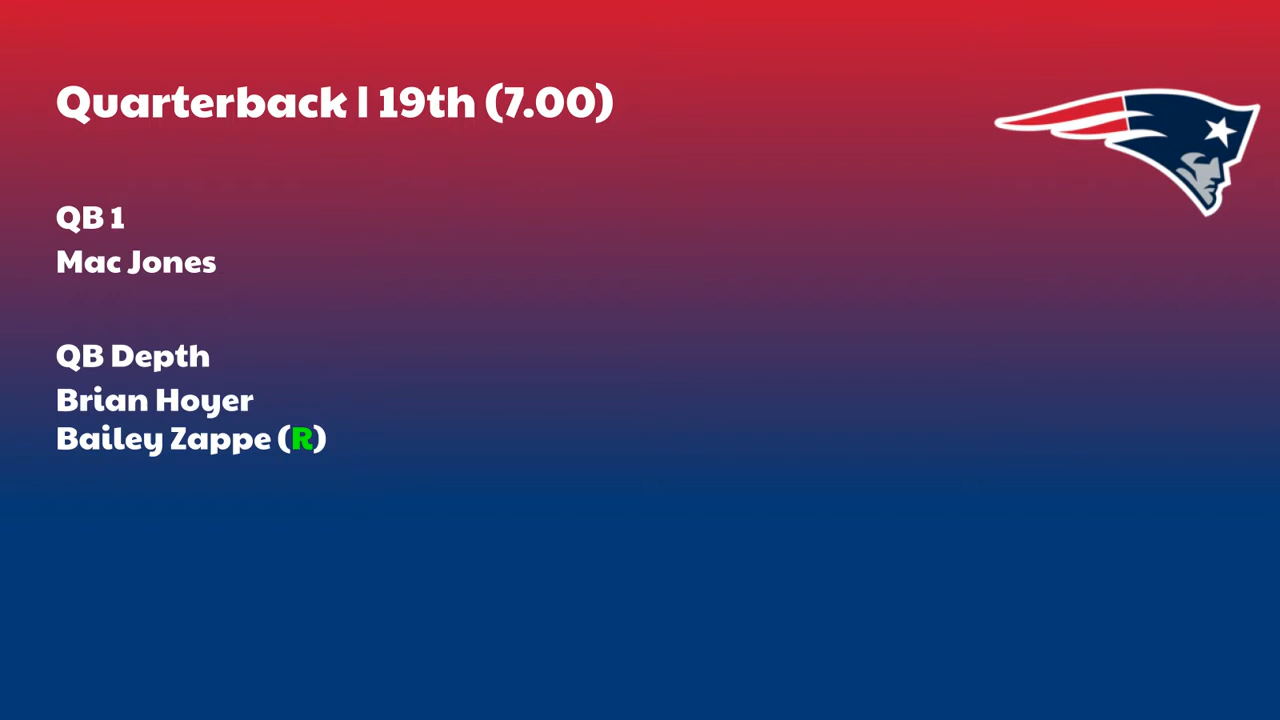 Quarterback | 19th (7.00)
QB 1
Mac Jones
QB Depth
Brian Hoyer
Bailey Zappe (R)